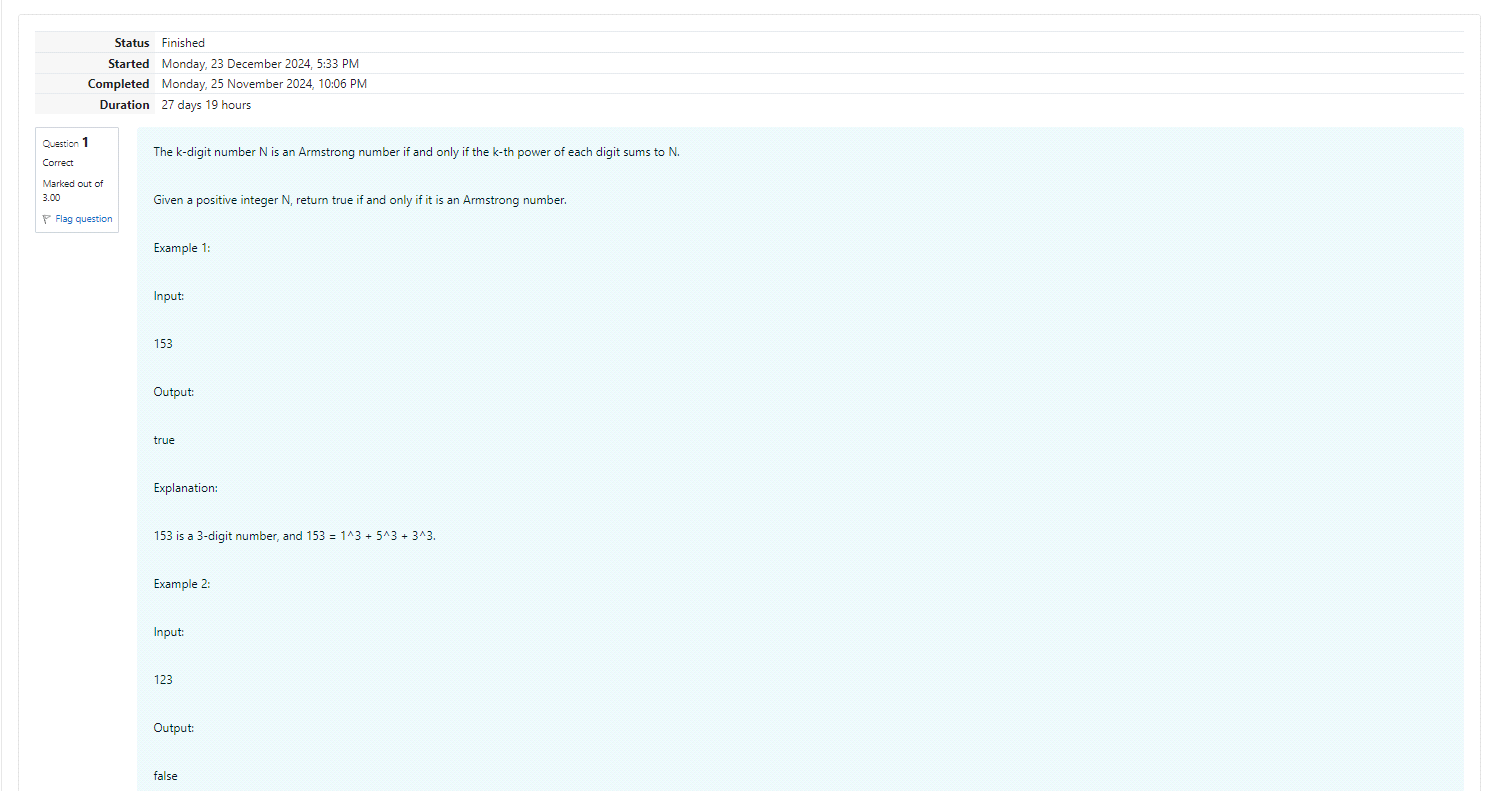 Status Finished
Started Monday, 23 December 2024, 5:33 PM
Completed Monday, 25 November 2024, 10:06 PM
Duration 27 days 19 hours
Question 1
Correct
Marked out of
3.00
Flag question
The k-digit number N is an Armstrong number if and only if the k-th power of each digit sums to N.
Given a positive integer N, return true if and only if it is an Armstrong number.
Example 1:
Input:
153
Output:
true
Explanation:
153 is a 3-digit number, and 153 = 1^3 + 5^3 + 3^3.
Example 2:
Input:
123
Output:
false